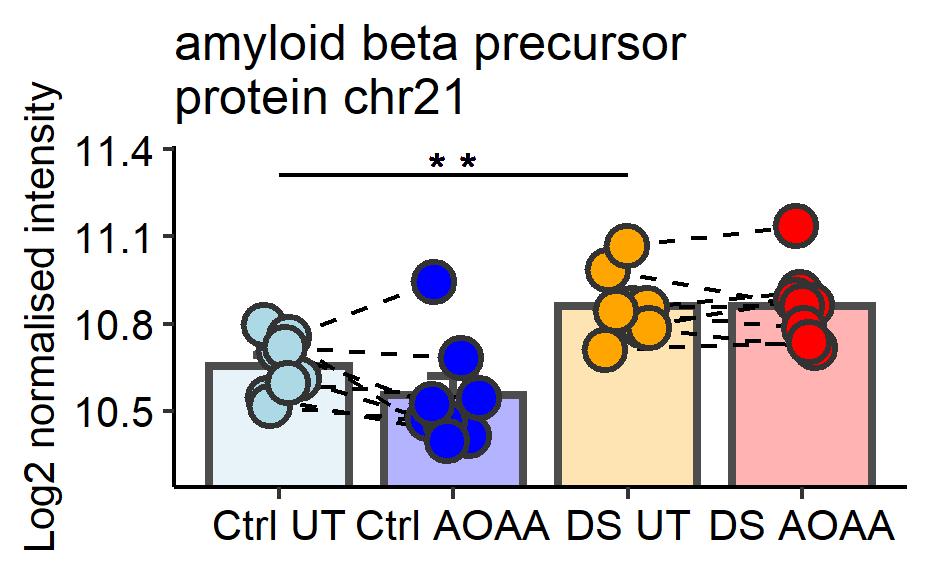 amyloid beta precursor
protein chr21
Log2 normalised intensity
11.4
* *
11.1
10.8
10.5
Ctrl UT Ctrl AOAA DS UT DS AOAA